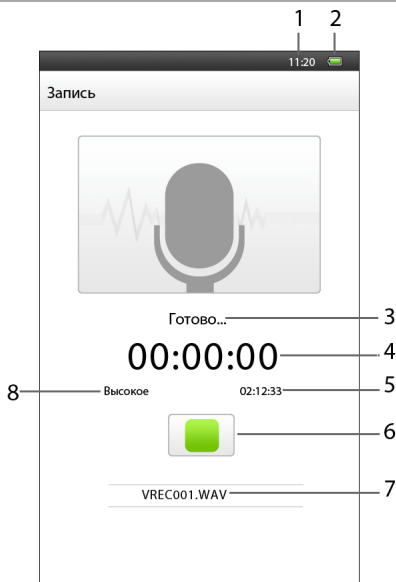 1 2
11:20
Запись
Готово... 3
00:00:00 4
8 Высокое 02:12:33 5
6
VREC001.WAV 7